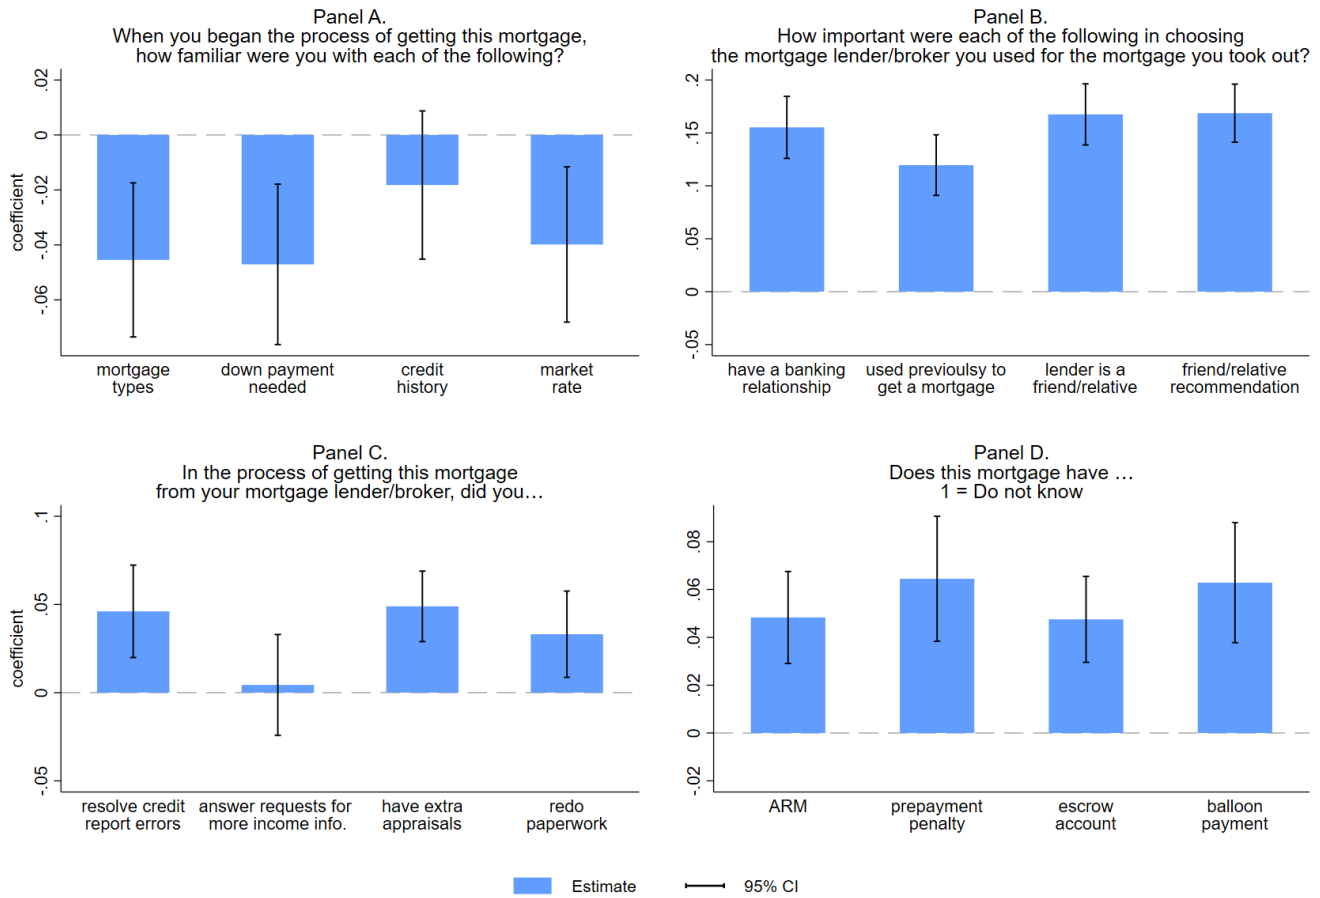 Panel A.
When you began the process of getting this mortgage,
how familiar were you with each of the following?
coefficient
.02
0
-.02
-.04
-.06
mortgage
types
down payment
needed
credit
history
market
rate
Panel B.
How important were each of the following in choosing
the mortgage lender/broker you used for the mortgage you took out?
.2
.15
.1
.05
0
-.05
have a banking
relationship
used previoulsy to
get a mortgage
lender is a
friend/relative
friend/relative
recommendation
Panel C.
In the process of getting this mortgage
from your mortgage lender/broker, did you…
coefficient
.1
.05
0
-.05
resolve credit
report errors
answer requests for
more income info.
have extra
appraisals
redo
paperwork
Panel D.
Does this mortgage have …
1 = Do not know
.08
.06
.04
.02
0
-.02
ARM
prepayment
penalty
escrow
account
balloon
payment
Estimate
95% CI